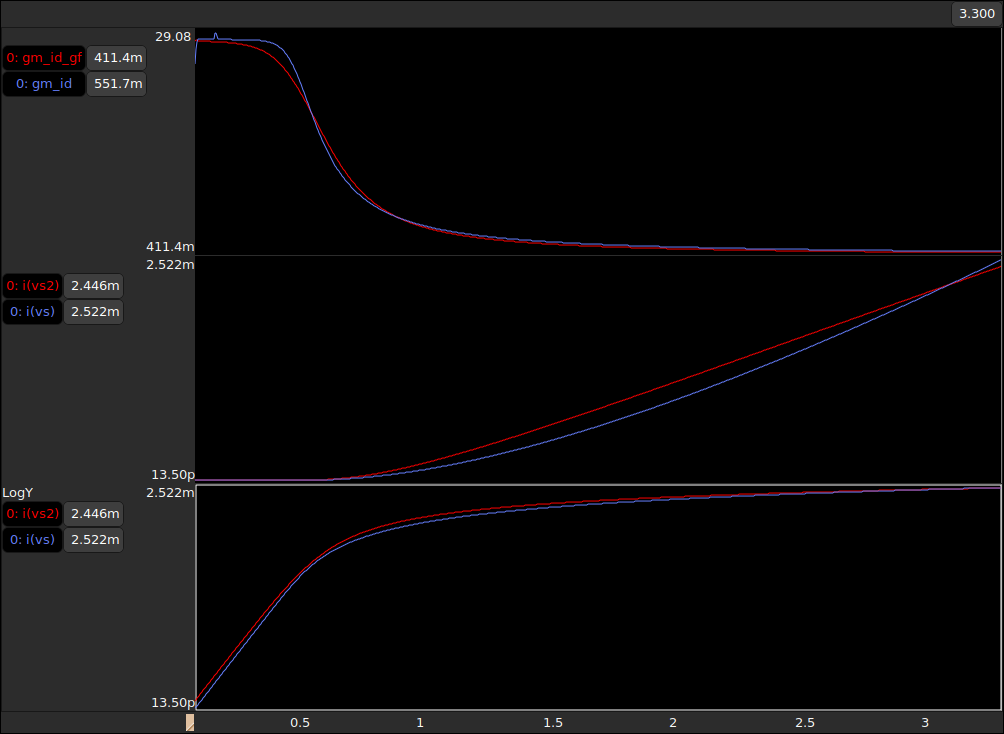 3.300
29.08
0: gm_id_gf 411.4m
0: gm_id 551.7m
411.4m
2.522m
0: i(vs2) 2.446m
0: i(vs) 2.522m
13.50p
LogY 2.522m
0: i(vs2) 2.446m
0: i(vs) 2.522m
13.50p
0.5 1 1.5 2 2.5 3